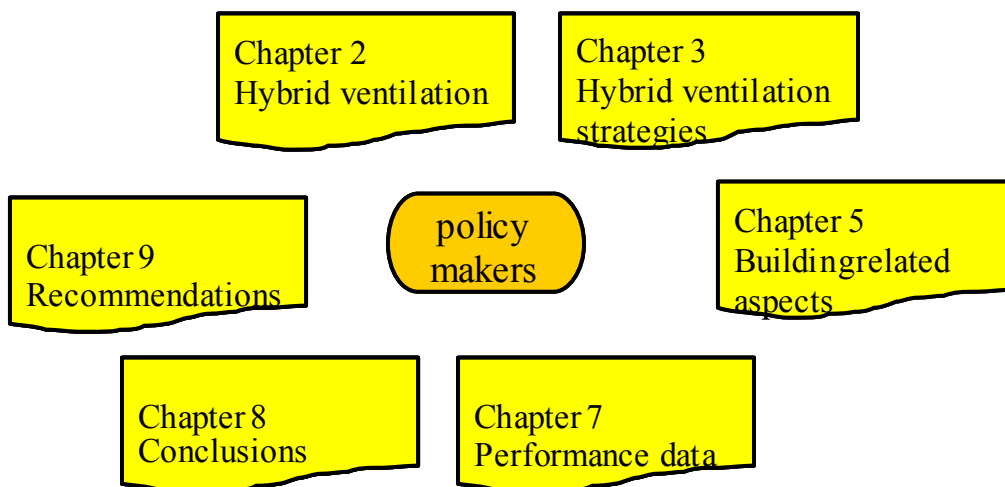 Chapter 2
Hybrid ventilation
Chapter 3
Hybrid ventilation
strategies
policy
makers
Chapter 9
Recommendations
Chapter 5
Buildingrelated
aspects
Chapter 8
Conclusions
Chapter 7
Performance data